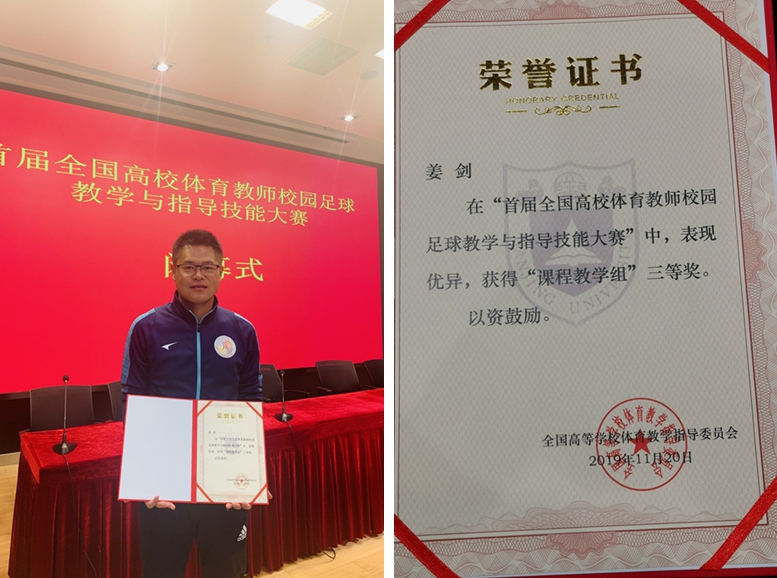 首届全国高校体育教师校园足球
教学与指导技能大赛
幕式
荣誉证书
荣誉证书
HONORARY CREDENTIAL
姜 剑
在“首届全国高校体育教师校园
足球教学与指导技能大赛”中，表现
优异，获得“课程教学组”三等奖。
以资鼓励。
全国高等学校体育教学指导委员会
2019年11月20日